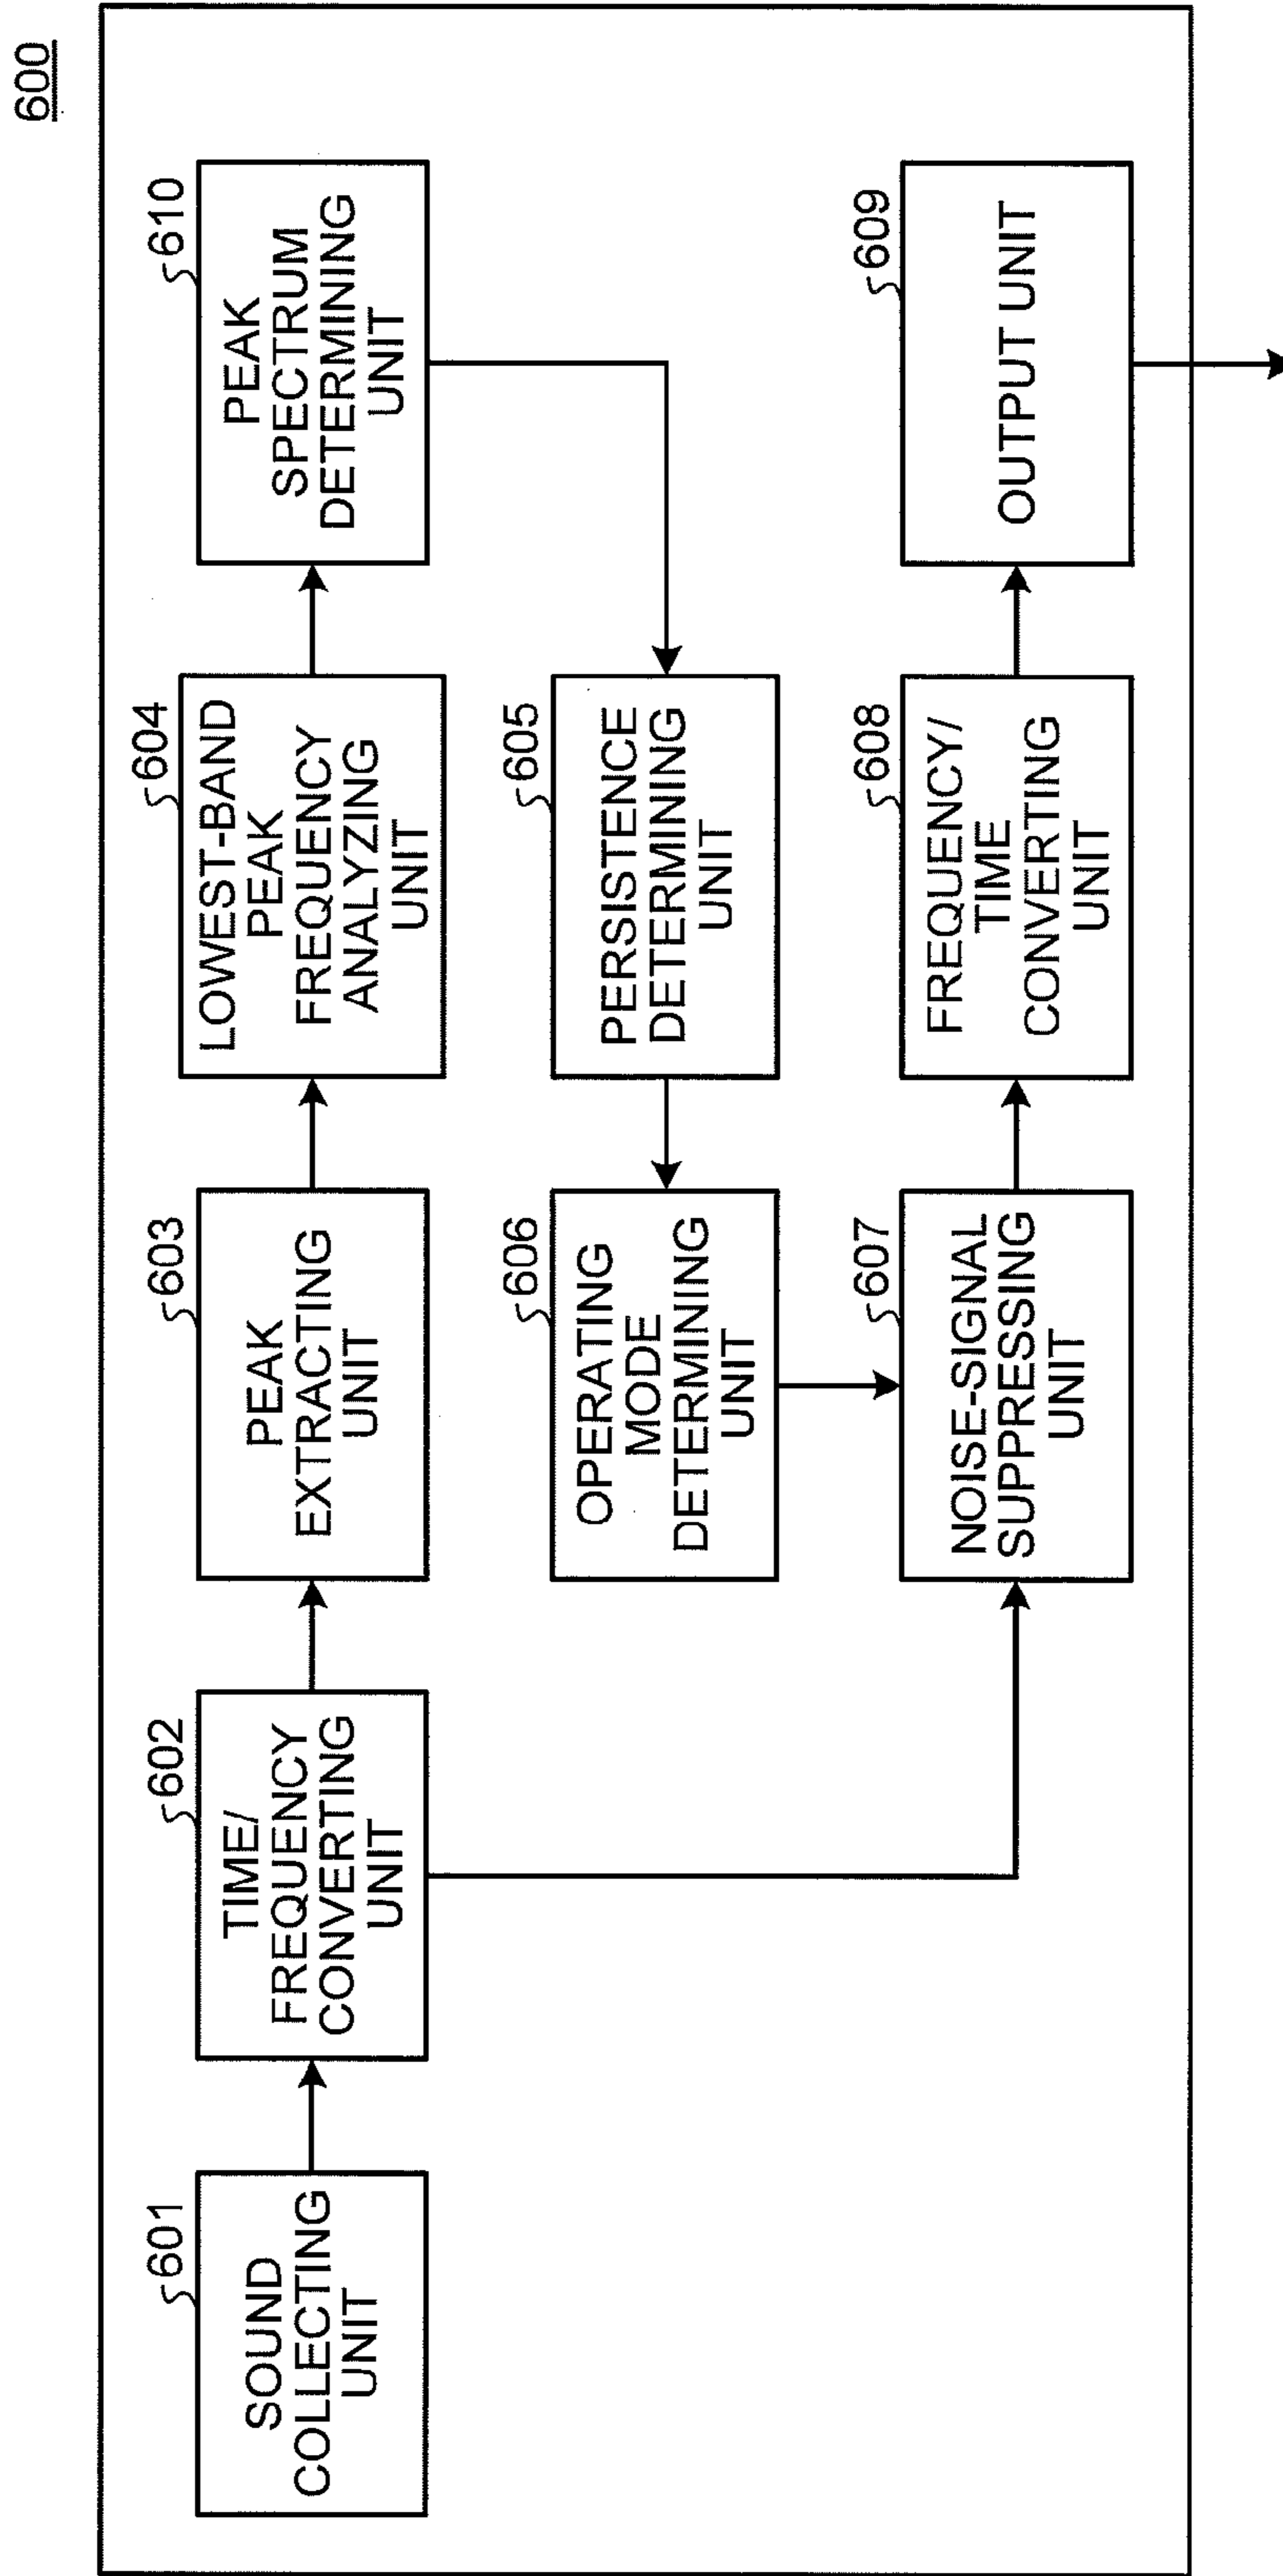 600
601
SOUND
COLLECTING
UNIT
602
TIME/
FREQUENCY
CONVERTING
UNIT
603
PEAK
EXTRACTING
UNIT
604
LOWEST-BAND
PEAK
FREQUENCY
ANALYZING
UNIT
610
PEAK
SPECTRUM
DETERMINING
UNIT
606
OPERATING
MODE
DETERMINING
UNIT
605
PERSISTENCE
DETERMINING
UNIT
607
NOISE-SIGNAL
SUPPRESSING
UNIT
608
FREQUENCY/
TIME
CONVERTING
UNIT
609
OUTPUT UNIT